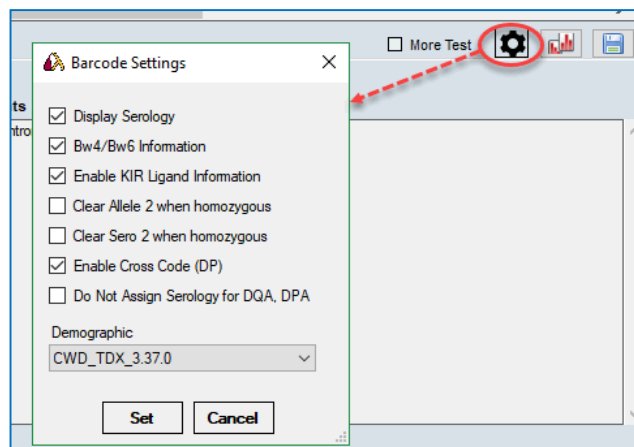 More Test
Barcode Settings
ts
ntro
Display Serology
Bw4/Bw6 Information
Enable KIR Ligand Information
Clear Allele 2 when homozygous
Clear Sero 2 when homozygous
Enable Cross Code (DP)
Do Not Assign Serology for DQA, DPA
Demographic
CWD_TDX_3.37.0
Set Cancel